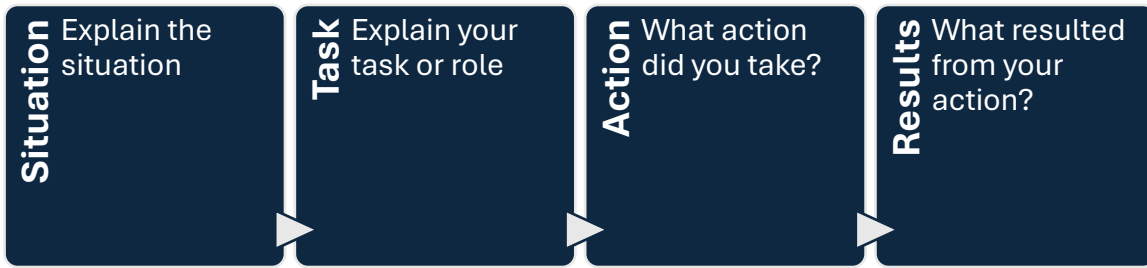 Situation
Explain the
situation
Task
Explain your
task or role
Action
What action
did you take?
Results
What resulted
from your
action?